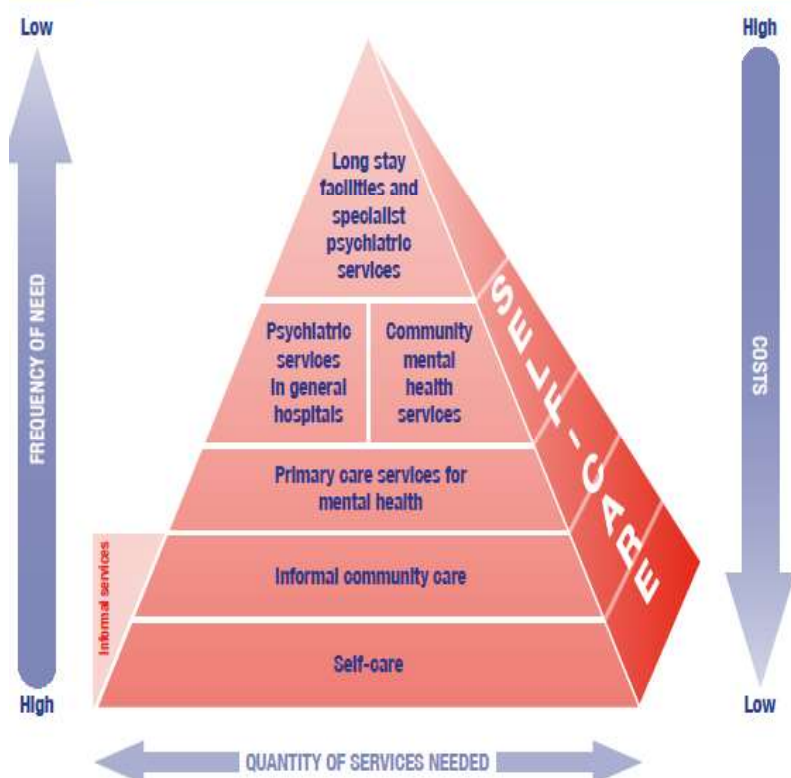 Low
High
Long stay
facilities and
specialist
psychiatric
services
FREQUENCY OF NEED
COSTS
SELF-CARE
Psychiatric
services
in general
hospitals
Community
mental
health
services
Primary care services for
mental health
Informal services
Informal community care
Self-care
High
Low
QUANTITY OF SERVICES NEEDED